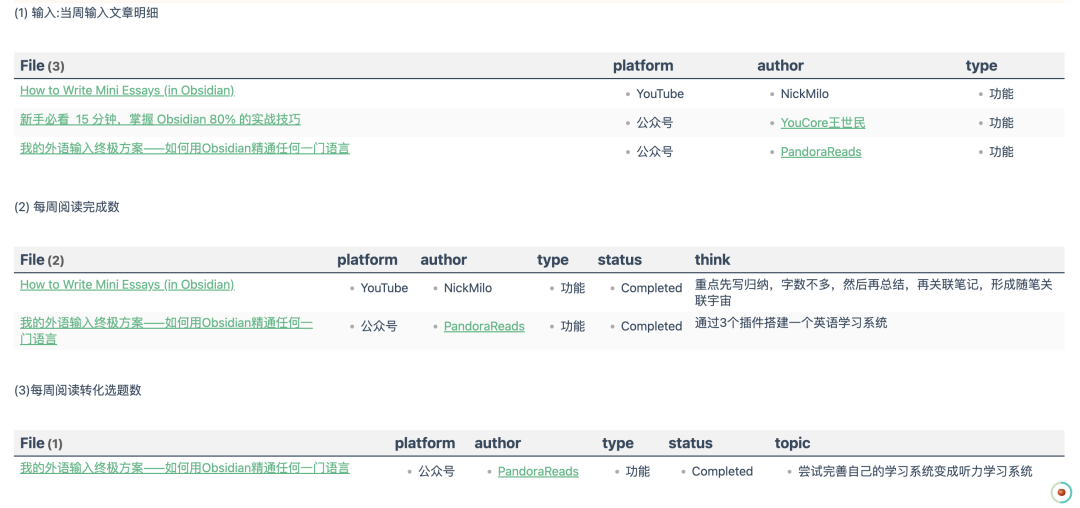 (1) 输入:当周输入文章明细
File (3) platform author type
How to Write Mini Essays (in Obsidian) • YouTube • NickMilo • 功能
新手必看 15 分钟，掌握 Obsidian 80% 的实战技巧 • 公众号 • YouCore王世民 • 功能
我的外语输入终极方案——如何用Obsidian精通任何一门语言 • 公众号 • PandoraReads • 功能
(2) 每周阅读完成数
File (2) platform author type status think
How to Write Mini Essays (in Obsidian) • YouTube • NickMilo • 功能 • Completed 重点先写归纳，字数不多，然后再总结，再关联笔记，形成随笔关
联宇宙
我的外语输入终极方案——如何用Obsidian精通任何一 • 公众号 • PandoraReads • 功能 • Completed 通过3个插件搭建一个英语学习系统
门语言
(3)每周阅读转化选题数
File (1) platform author type status topic
我的外语输入终极方案——如何用Obsidian精通任何一门语言 • 公众号 • PandoraReads • 功能 • Completed • 尝试完善自己的学习系统变成听力学习系统